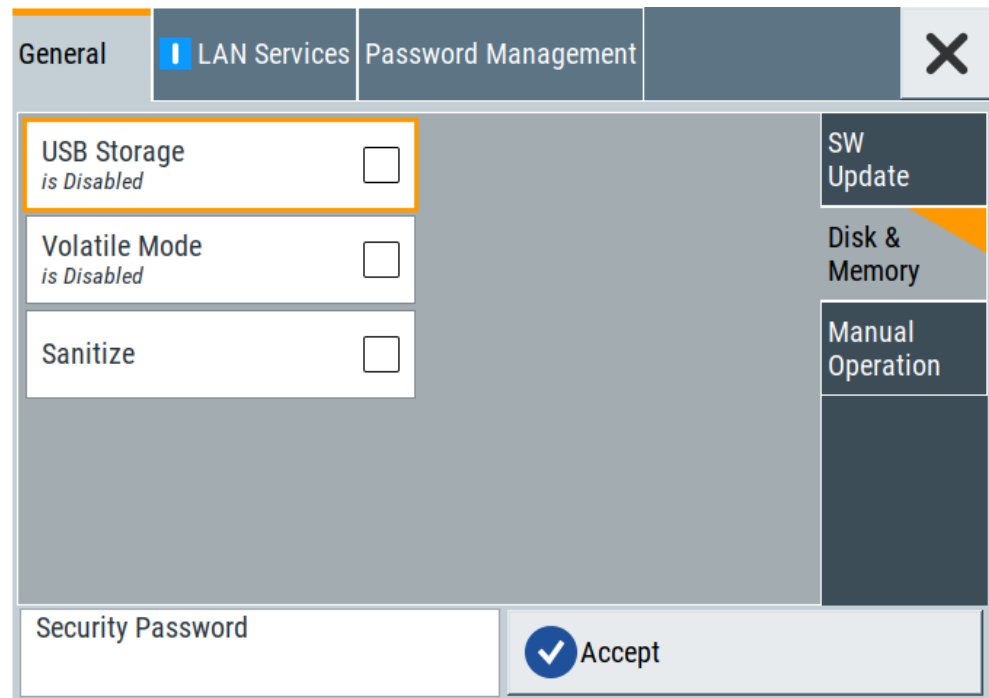 General
LAN Services
Password Management
USB Storage
is Disabled
Volatile Mode
is Disabled
Sanitize
SW
Update
Disk &
Memory
Manual
Operation
Security Password
Accept